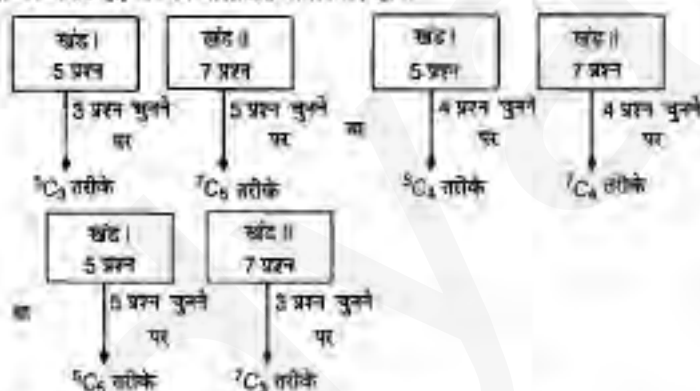 खंड I खंड II खंड I खंड II
5 प्रश्न 7 प्रश्न 5 प्रश्न 7 प्रश्न
3 प्रश्न चुनने पर 5 प्रश्न चुनने पर या 4 प्रश्न चुनने पर 4 प्रश्न चुनने पर
⁵C₃ तरीके ⁷C₅ तरीके ⁵C₄ तरीके ⁷C₄ तरीके
खंड I खंड II
5 प्रश्न 7 प्रश्न
या 5 प्रश्न चुनने पर 3 प्रश्न चुनने पर
⁵C₅ तरीके ⁷C₃ तरीके